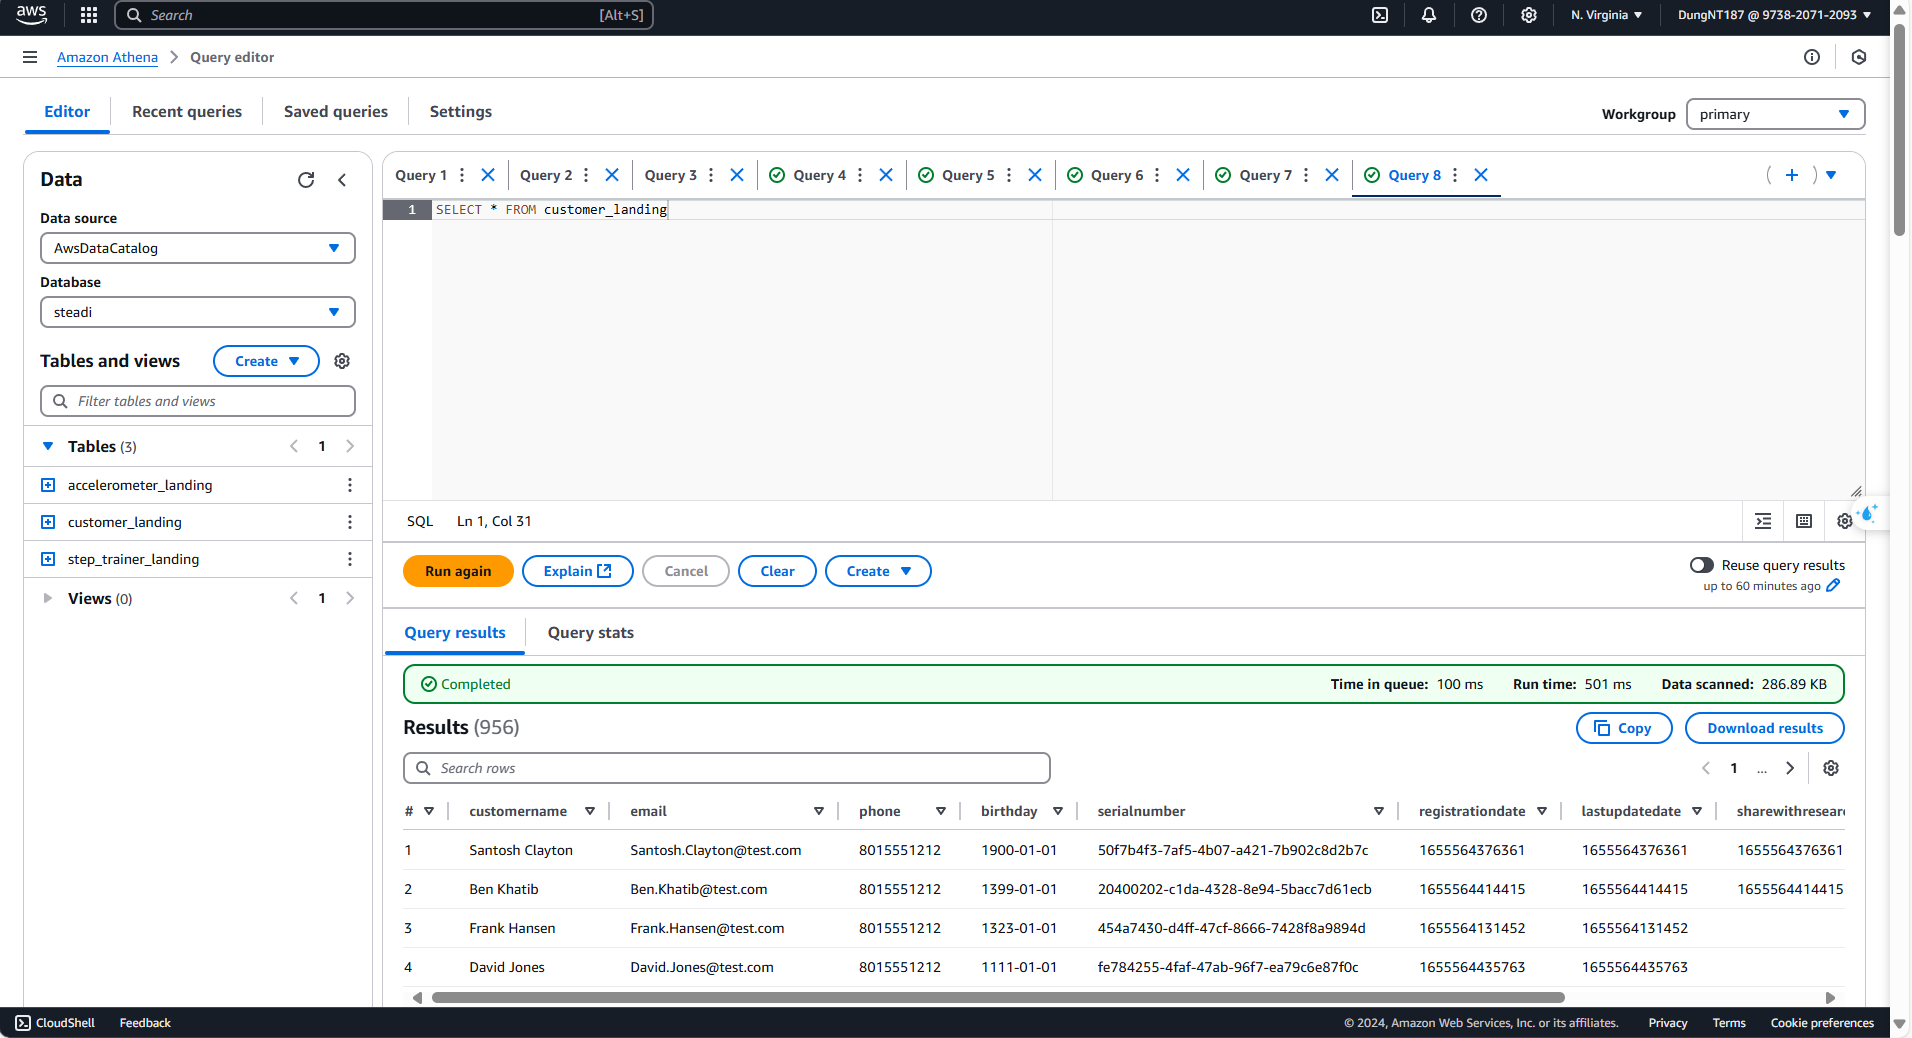 aws
Search [Alt+S] N. Virginia DungNT187 @ 9738-2071-2093
Amazon Athena Query editor
Editor Recent queries Saved queries Settings
Workgroup primary
Data
Data source
AwsDataCatalog
Database
steadi
Tables and views Create
Filter tables and views
Tables (3) 1
accelerometer_landing
customer_landing
step_trainer_landing
Views (0) 1
Query 1 Query 2 Query 3 Query 4 Query 5 Query 6 Query 7 Query 8
1 SELECT * FROM customer_landing
SQL Ln 1, Col 31
Run again Explain Cancel Clear Create
Reuse query results
up to 60 minutes ago
Query results Query stats
Completed Time in queue: 100 ms Run time: 501 ms Data scanned: 286.89 KB
Results (956) Copy Download results
Search rows 1 ...
# customername email phone birthday serialnumber registrationdate lastupdatedate sharewithresear
1 Santosh Clayton Santosh.Clayton@test.com 8015551212 1900-01-01 50f7b4f3-7af5-4b07-a421-7b902c8d2b7c 1655564376361 1655564376361 1655564376361
2 Ben Khatib Ben.Khatib@test.com 8015551212 1399-01-01 20400202-c1da-4328-8e94-5bacc7d61ecb 1655564414415 1655564414415 1655564414415
3 Frank Hansen Frank.Hansen@test.com 8015551212 1323-01-01 454a7430-d4ff-47cf-8666-7428f8a9894d 1655564131452 1655564131452
4 David Jones David.Jones@test.com 8015551212 1111-01-01 fe784255-4faf-47ab-96f7-ea79c6e87f0c 1655564435763 1655564435763
CloudShell Feedback © 2024, Amazon Web Services, Inc. or its affiliates. Privacy Terms Cookie preferences